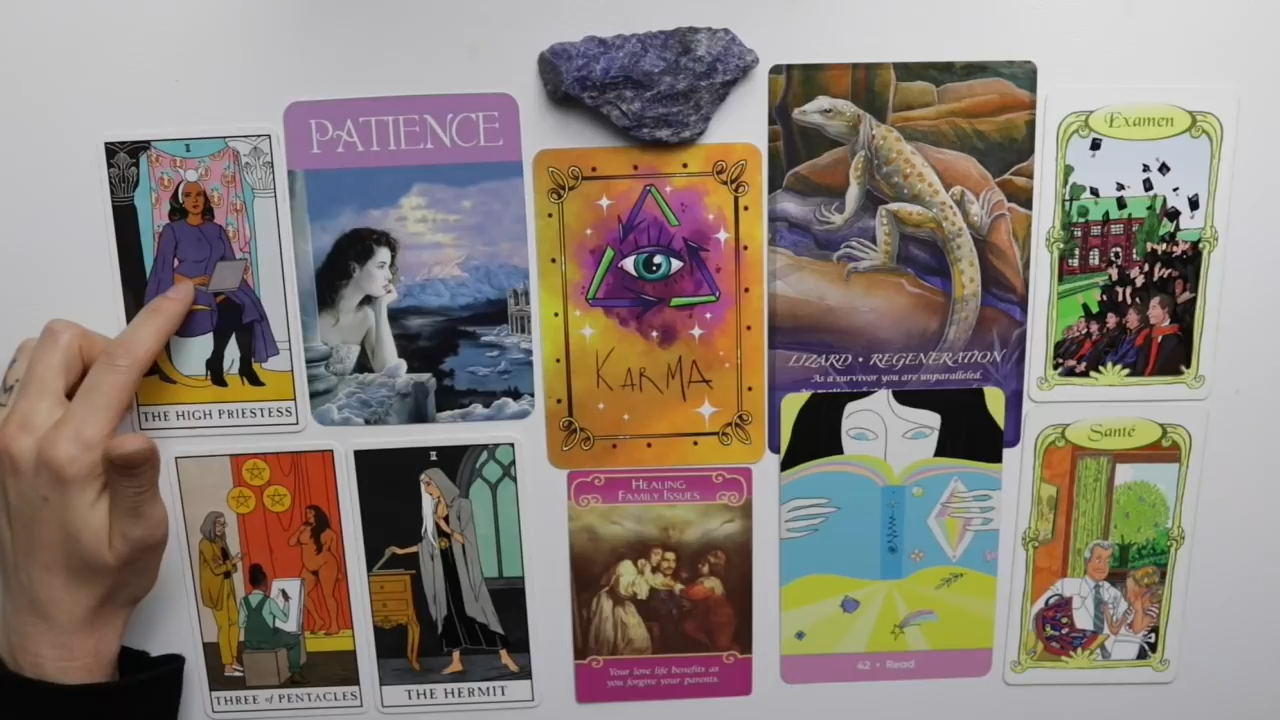 II
THE HIGH PRIESTESS
PATIENCE
KARMA
LIZARD • REGENERATION
As a survivor you are unparalleled.
Examen
THREE of PENTACLES
II
THE HERMIT
HEALING
FAMILY ISSUES
Your love life benefits as
you forgive your parents.
42 • Read
Santé